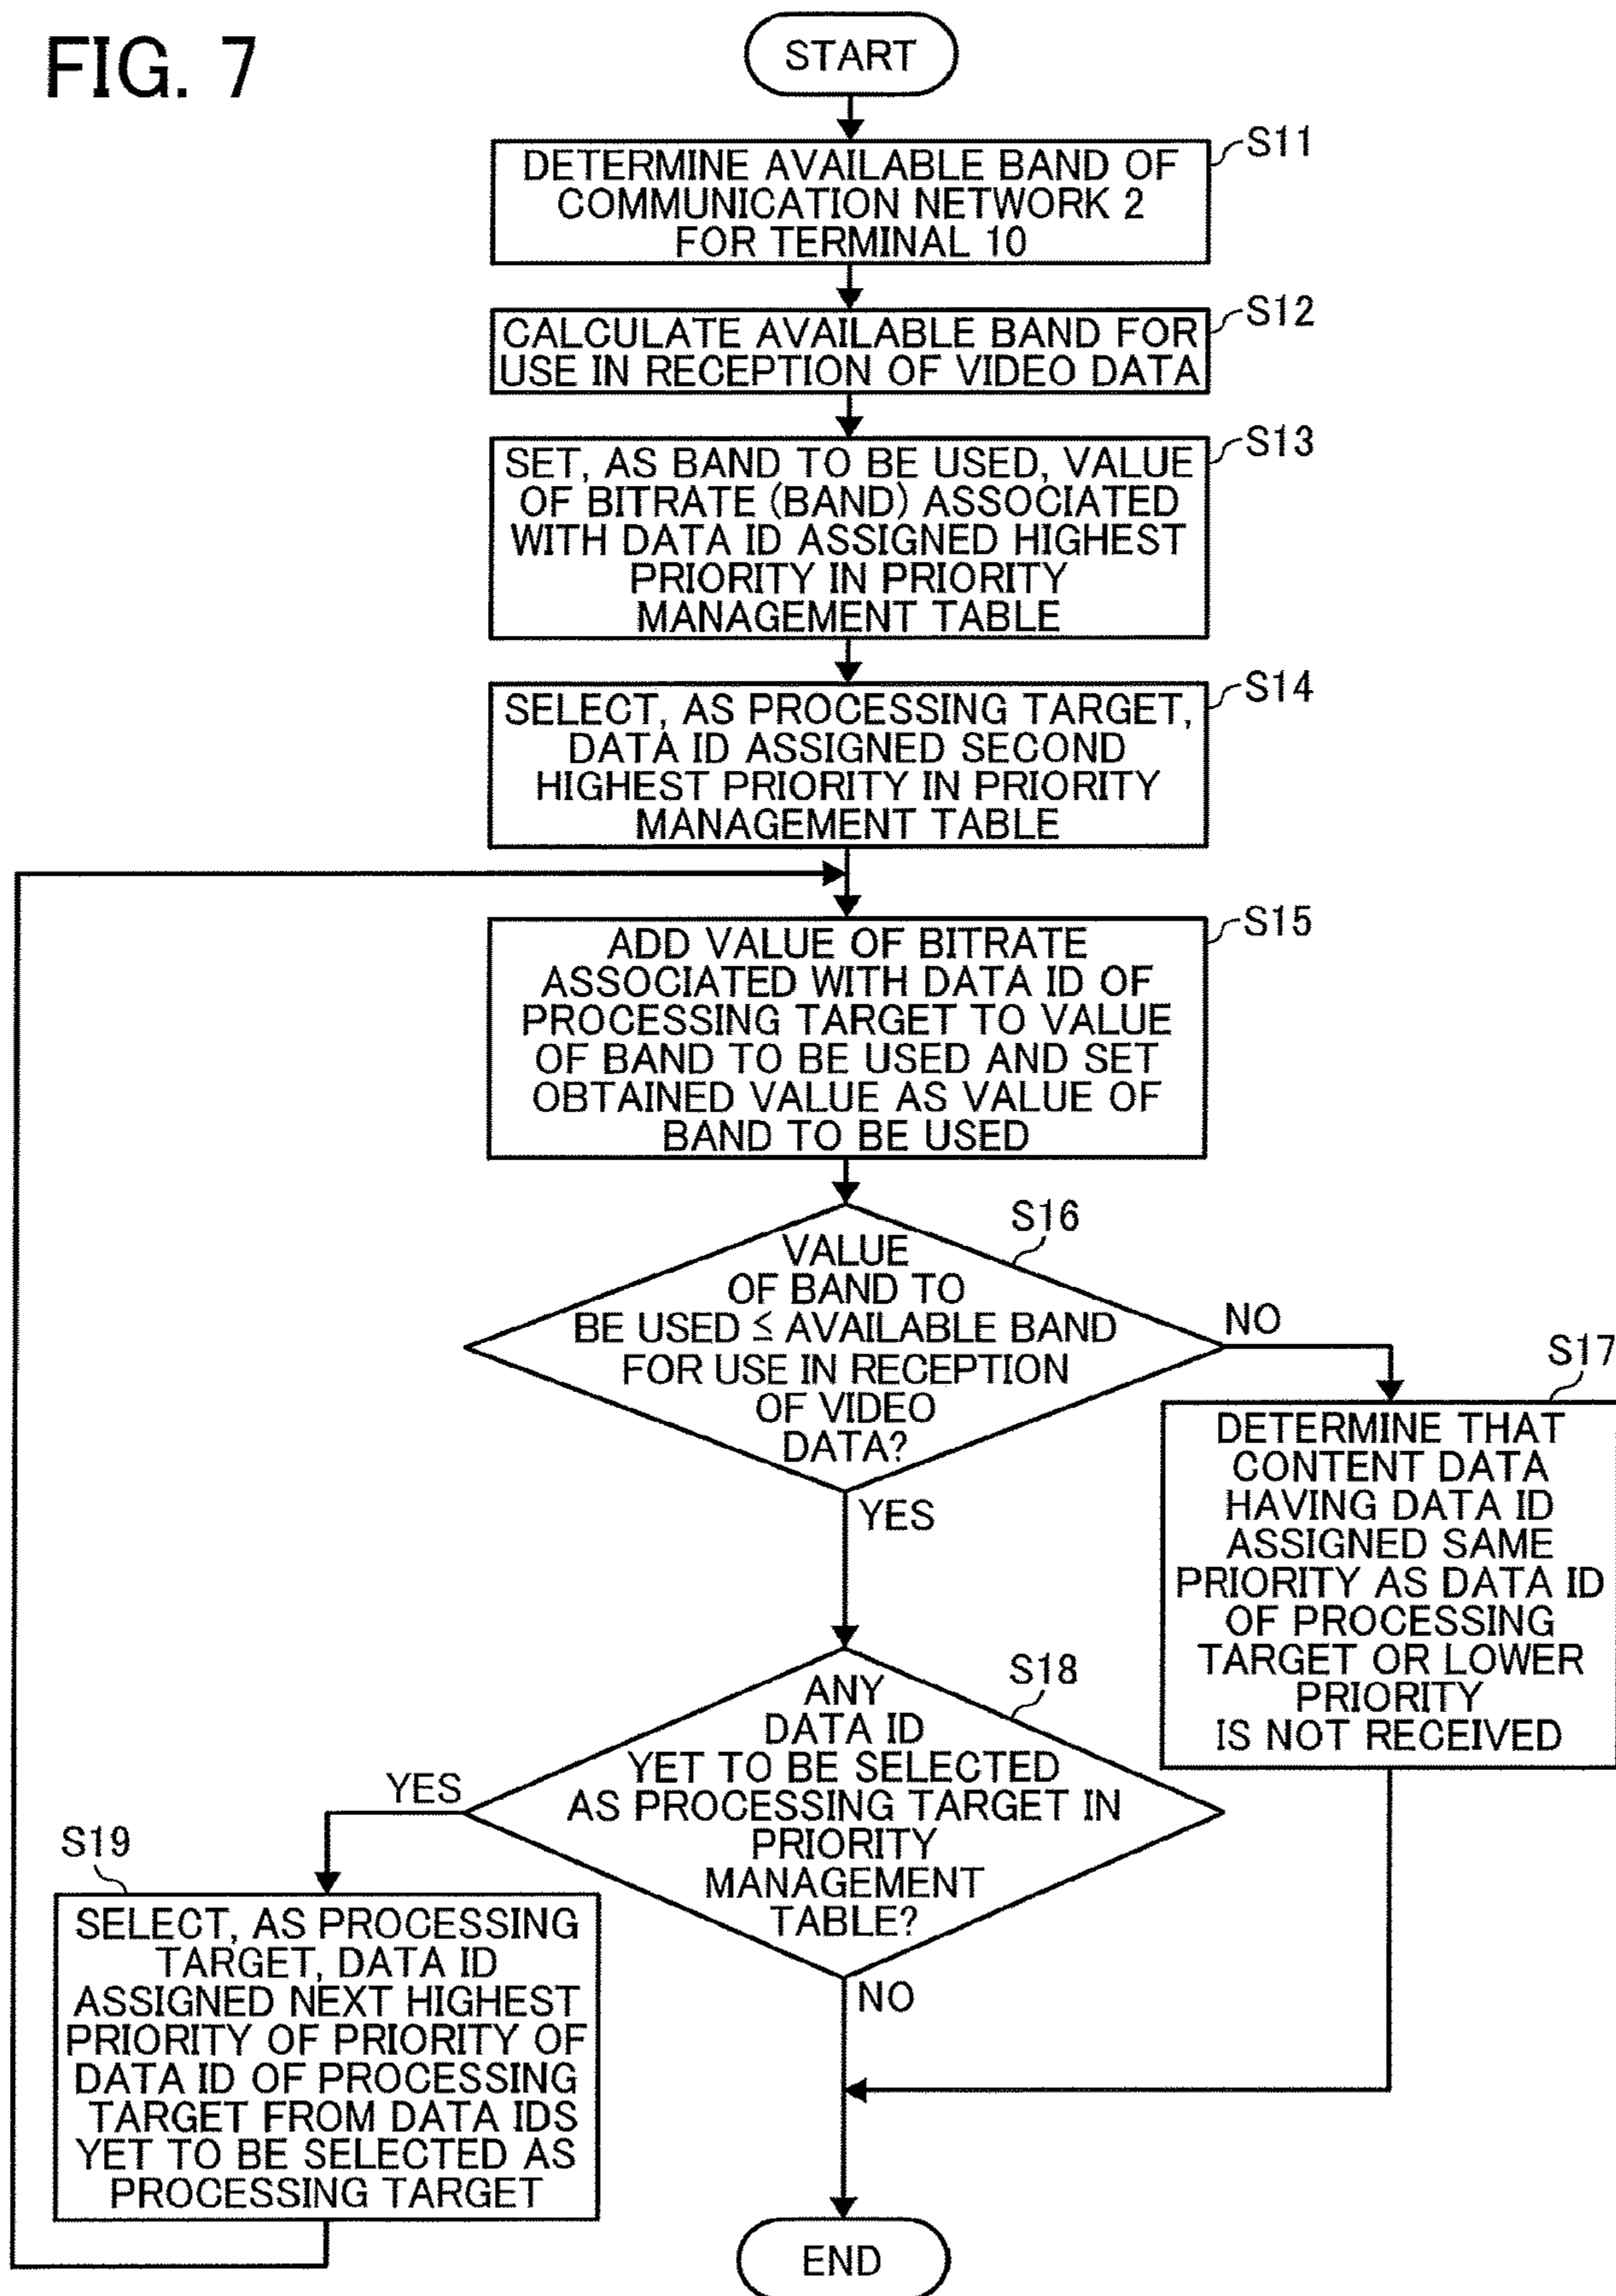 FIG. 7
START
S11
DETERMINE AVAILABLE BAND OF
COMMUNICATION NETWORK 2
FOR TERMINAL 10
S12
CALCULATE AVAILABLE BAND FOR
USE IN RECEPTION OF VIDEO DATA
S13
SET, AS BAND TO BE USED, VALUE
OF BITRATE (BAND) ASSOCIATED
WITH DATA ID ASSIGNED HIGHEST
PRIORITY IN PRIORITY
MANAGEMENT TABLE
S14
SELECT, AS PROCESSING TARGET,
DATA ID ASSIGNED SECOND
HIGHEST PRIORITY IN PRIORITY
MANAGEMENT TABLE
S15
ADD VALUE OF BITRATE
ASSOCIATED WITH DATA ID OF
PROCESSING TARGET TO VALUE
OF BAND TO BE USED AND SET
OBTAINED VALUE AS VALUE OF
BAND TO BE USED
S16
VALUE
OF BAND TO
BE USED ≦ AVAILABLE BAND
FOR USE IN RECEPTION
OF VIDEO
DATA?
NO
YES
S17
DETERMINE THAT
CONTENT DATA
HAVING DATA ID
ASSIGNED SAME
PRIORITY AS DATA ID
OF PROCESSING
TARGET OR LOWER
PRIORITY
IS NOT RECEIVED
S18
ANY
DATA ID
YET TO BE SELECTED
AS PROCESSING TARGET IN
PRIORITY
MANAGEMENT
TABLE?
YES
NO
S19
SELECT, AS PROCESSING
TARGET, DATA ID
ASSIGNED NEXT HIGHEST
PRIORITY OF PRIORITY OF
DATA ID OF PROCESSING
TARGET FROM DATA IDS
YET TO BE SELECTED AS
PROCESSING TARGET
END